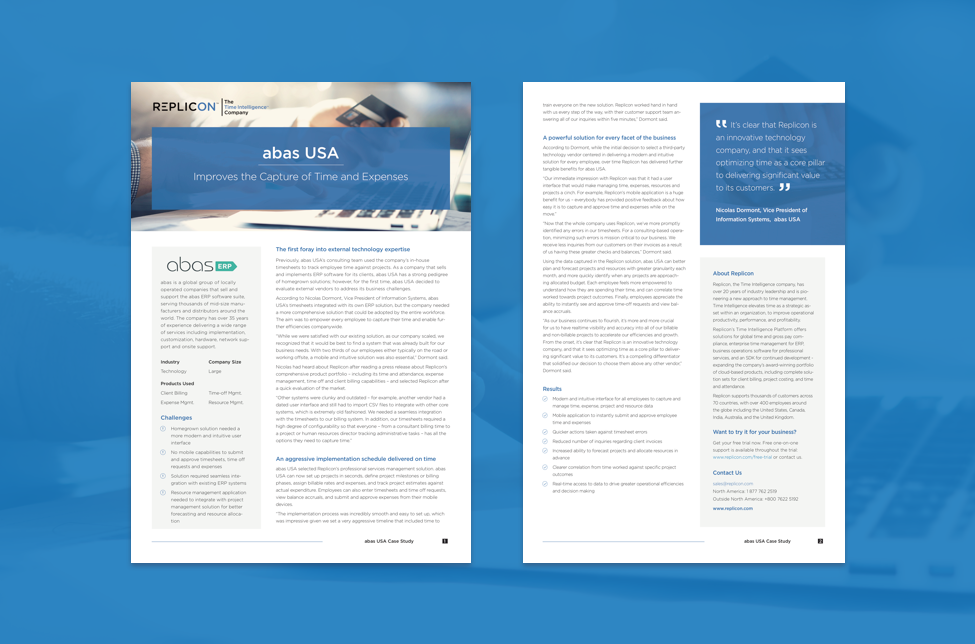 REPLICON™
The
Time Intelligence
Company
abas USA
Improves the Capture of Time and Expenses
abas ERP
abas is a global group of locally
operated companies that sell and
support the abas ERP software suite,
serving thousands of mid-size manu-
facturers and distributors around the
world. The company has over 35 years
of experience delivering a wide range
of services including implementation,
customization, hardware, network sup-
port and onsite support.
Industry Company Size
Technology Large
Products Used
Client Billing Time-off Mgmt.
Expense Mgmt. Resource Mgmt.
Challenges
Homegrown solution needed a
more modern and intuitive user
interface
No mobile capabilities to submit
and approve timesheets, time off
requests and expenses
Solution required seamless inte-
gration with existing ERP systems
Resource management application
needed to integrate with project
management solution for better
forecasting and resource alloca-
tion
The first foray into external technology expertise
Previously, abas USA's consulting team used the company's in-house
timesheets to track employee time against projects. As a company that sells
and implements ERP software for its clients, abas USA has a strong pedigree
of homegrown solutions; however, for the first time, abas USA decided to
evaluate external vendors to address its business challenges.
According to Nicolas Dormont, Vice President of Information Systems, abas
USA's timesheets integrated with its own ERP solution, but the company needed
a more comprehensive solution that could be adopted by the entire workforce.
The aim was to empower every employee to capture their time and enable fur-
ther efficiencies companywide.
"While we were satisfied with our existing solution, as our company scaled, we
recognized that it would be best to find a system that was already built for our
business needs. With two thirds of our employees either typically on the road or
working offsite, a mobile and intuitive solution was also essential," Dormont said.
Nicolas had heard about Replicon after reading a press release about Replicon's
comprehensive product portfolio - including its time and attendance, expense
management, time off and client billing capabilities - and selected Replicon after
a quick evaluation of the market.
"Other systems were clunky and outdated - for example, another vendor had a
dated user interface and still had to import CSV files to integrate with other core
systems, which is extremely old fashioned. We needed a seamless integration
with the timesheets to our billing system. In addition, our timesheets required a
high degree of configurability so that everyone - from a consultant billing time to
a project or human resources director tracking administrative tasks - has all the
options they need to capture time."
An aggressive implementation schedule delivered on time
abas USA selected Replicon's professional services management solution. abas
USA can now set up projects in seconds, define project milestones or billing
phases, assign billable rates and expenses, and track project estimates against
actual expenditure. Employees can also enter timesheets and time off requests,
view balance accruals, and submit and approve expenses from their mobile
devices.
"The implementation process was incredibly smooth and easy to set up, which
was impressive given we set a very aggressive timeline that included time to
abas USA Case Study 1
train everyone on the new solution. Replicon worked hand in hand
with us every step of the way, with their customer support team an-
swering all of our inquires within five minutes," Dormont said.
A powerful solution for every facet of the business
According to Dormont, while the initial decision to select a third-party
technology vendor centered in delivering a modern and intuitive
solution for every employee, over time Replicon has delivered further
tangible benefits for abas USA.
"Our immediate impression with Replicon was that it had a user
interface that would make managing time, expenses, resources and
projects a cinch. For example, Replicon's mobile application is a huge
benefit for us - everybody has provided positive feedback about how
easy it is to capture and approve time and expenses while on the
move."
"Now that the whole company uses Replicon, we've more promptly
identified any errors in our timesheets. For a consulting-based opera-
tion, minimizing such errors is mission critical to our business. We
receive less inquiries from our customers on their invoices as a result
of us having these greater checks and balances," Dormont said.
Using the data captured in the Replicon solution, abas USA can better
plan and forecast projects and resources with greater granularity each
month and more quickly identify when any projects are approach-
ing allocated budget. Each employee feels more empowered to
understand how they are spending their time, and can correlate time
worked towards project outcomes. Finally, employees appreciate the
ability to instantly see and approve time-off requests and view bal-
ance accruals.
"As our business continues to flourish, it's more and more crucial
for us to have realtime visibility and accuracy into all of our billable
and non-billable projects to accelerate our efficiencies and growth.
From the onset, it's clear that Replicon is an innovative technology
company, and that it sees optimizing time as a core pillar to deliver-
ing significant value to its customers. It's a compelling differentiator
that solidified our decision to choose them above any other vendor."
Dormont said.
Results
Modern and intuitive interface for all employees to capture and
manage time, expense, project and resource data
Mobile application to instantly submit and approve employee
time and expenses
Quicken actions taken against timesheet errors
Reduced number of inquiries regarding client invoices
Increased ability to forecast projects and allocate resources in
advance
Clearer correlation from time worked against specific project
outcomes
Real-time access to data to drive greater operational efficiencies
and decision making
“ It's clear that Replicon is
an innovative technology
company, and that it sees
optimizing time as a core pillar
to delivering significant value
to its customers. ”
Nicolas Dormont, Vice President of
Information Systems, abas USA
About Replicon
Replicon, the Time Intelligence company, has
over 20 years of industry leadership and is pio-
neering a new approach to time management.
Time Intelligence elevates time as a strategic as-
set within an organization, to improve operational
productivity, performance, and profitability.
Replicon's Time Intelligence Platform offers
solutions for global time and gross pay com-
pliance, enterprise time management for ERP,
business operations software for professional
services and an SDK for continued development -
expanding the company's award-winning portfolio
of cloud-based products, including complete solu-
tion sets for client billing, project costing, and time
and attendance.
Replicon supports thousands of customers across
70 countries, with over 400 employees around
the globe including the United States, Canada,
India, Australia, and the United Kingdom.
Want to try it for your business?
Get your free trial now. Free one-on-one
support is available throughout the trial
www.replicon.com/free-trial or contact us.
Contact Us
sales@replicon.com
North America: 1 877 762 2519
Outside North America: +800 7622 5192
www.replicon.com
abas USA Case Study 2